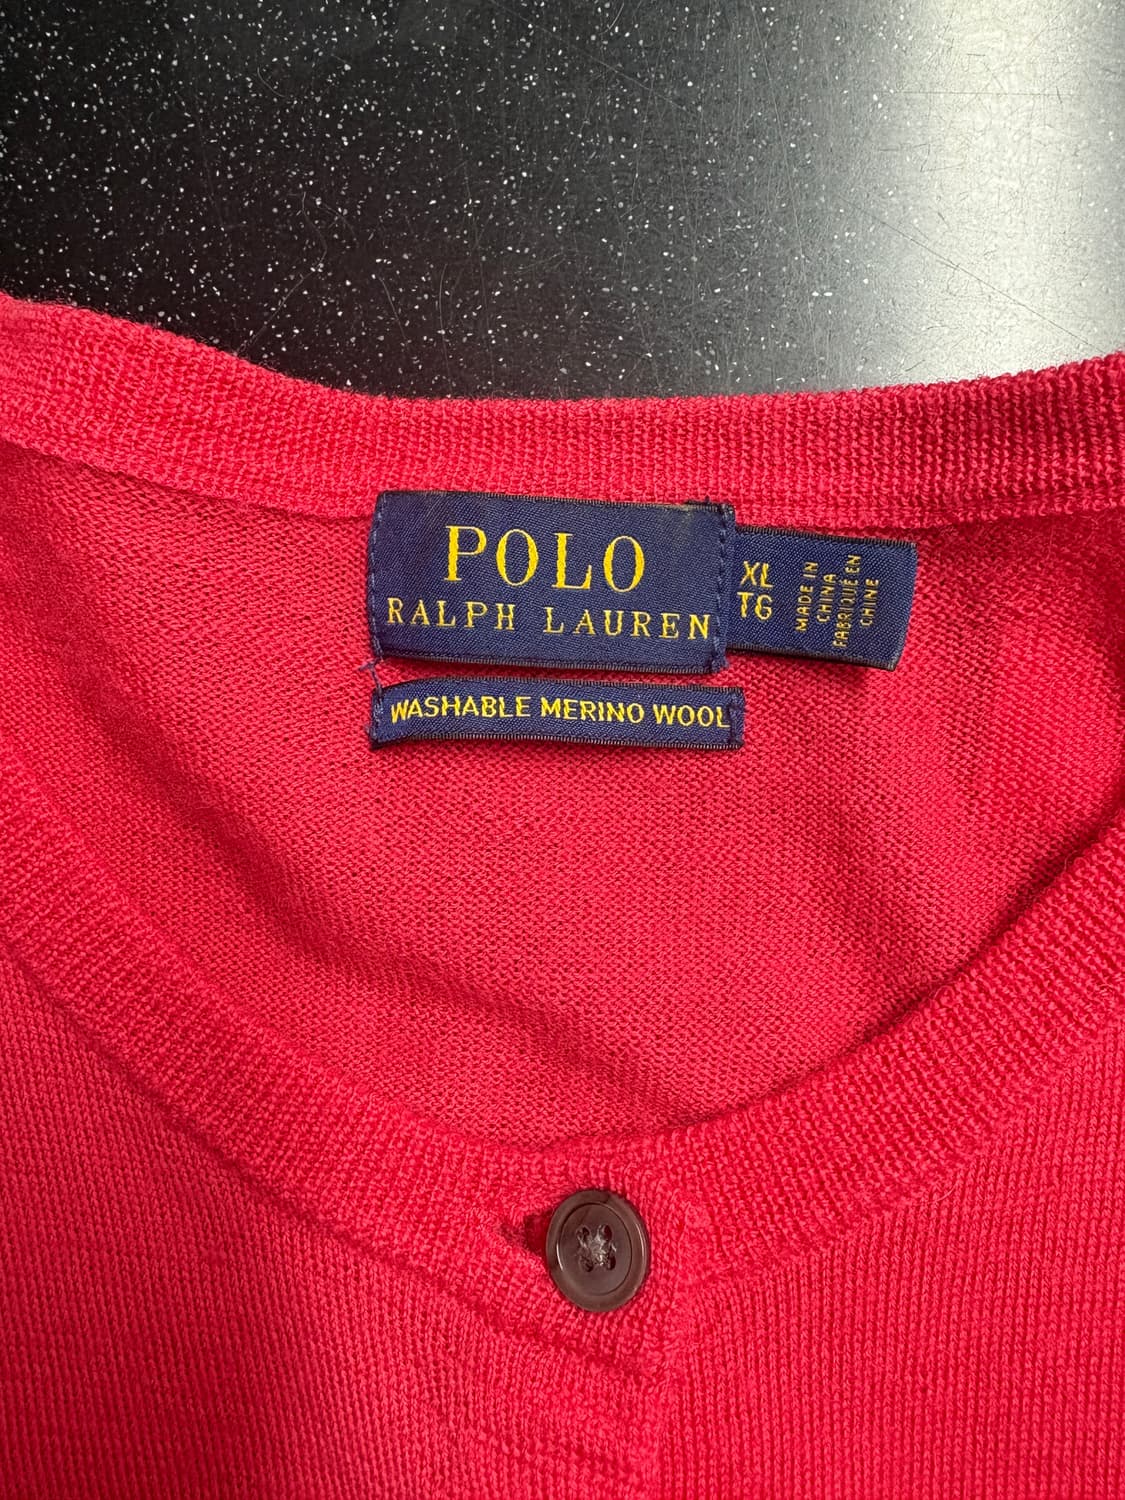 POLO
RALPH LAUREN
XL
TG
MADE IN
CHINA
FABRIQUÉ EN
CHINE
WASHABLE MERINO WOOL